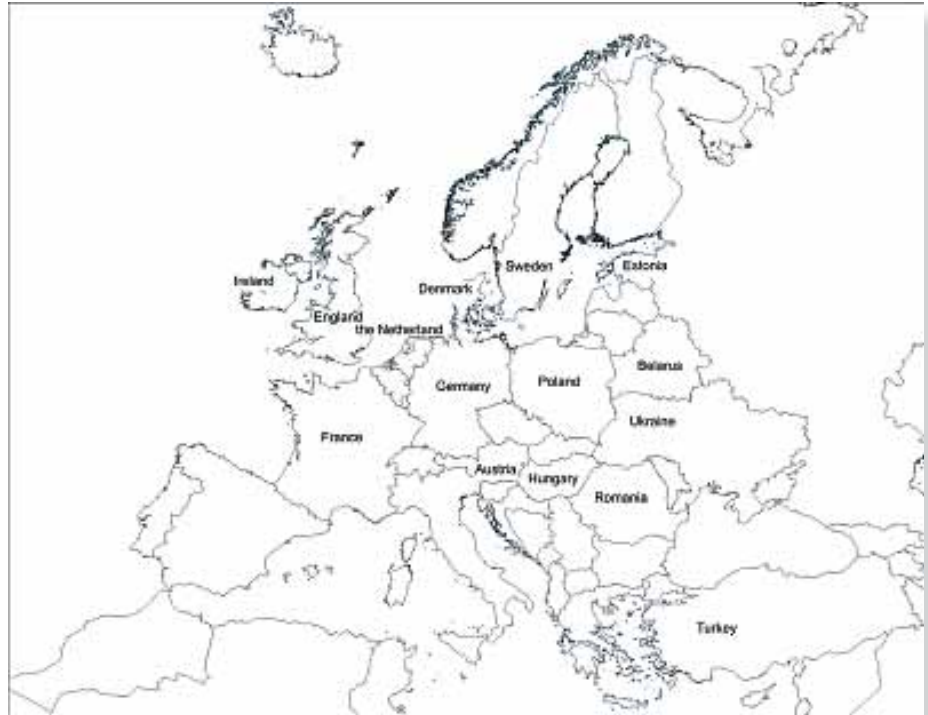 Sweden
Estonia
Ireland
Denmark
England
the Netherland
Belarus
Germany
Poland
Ukraine
France
Austria
Hungary
Romania
Turkey